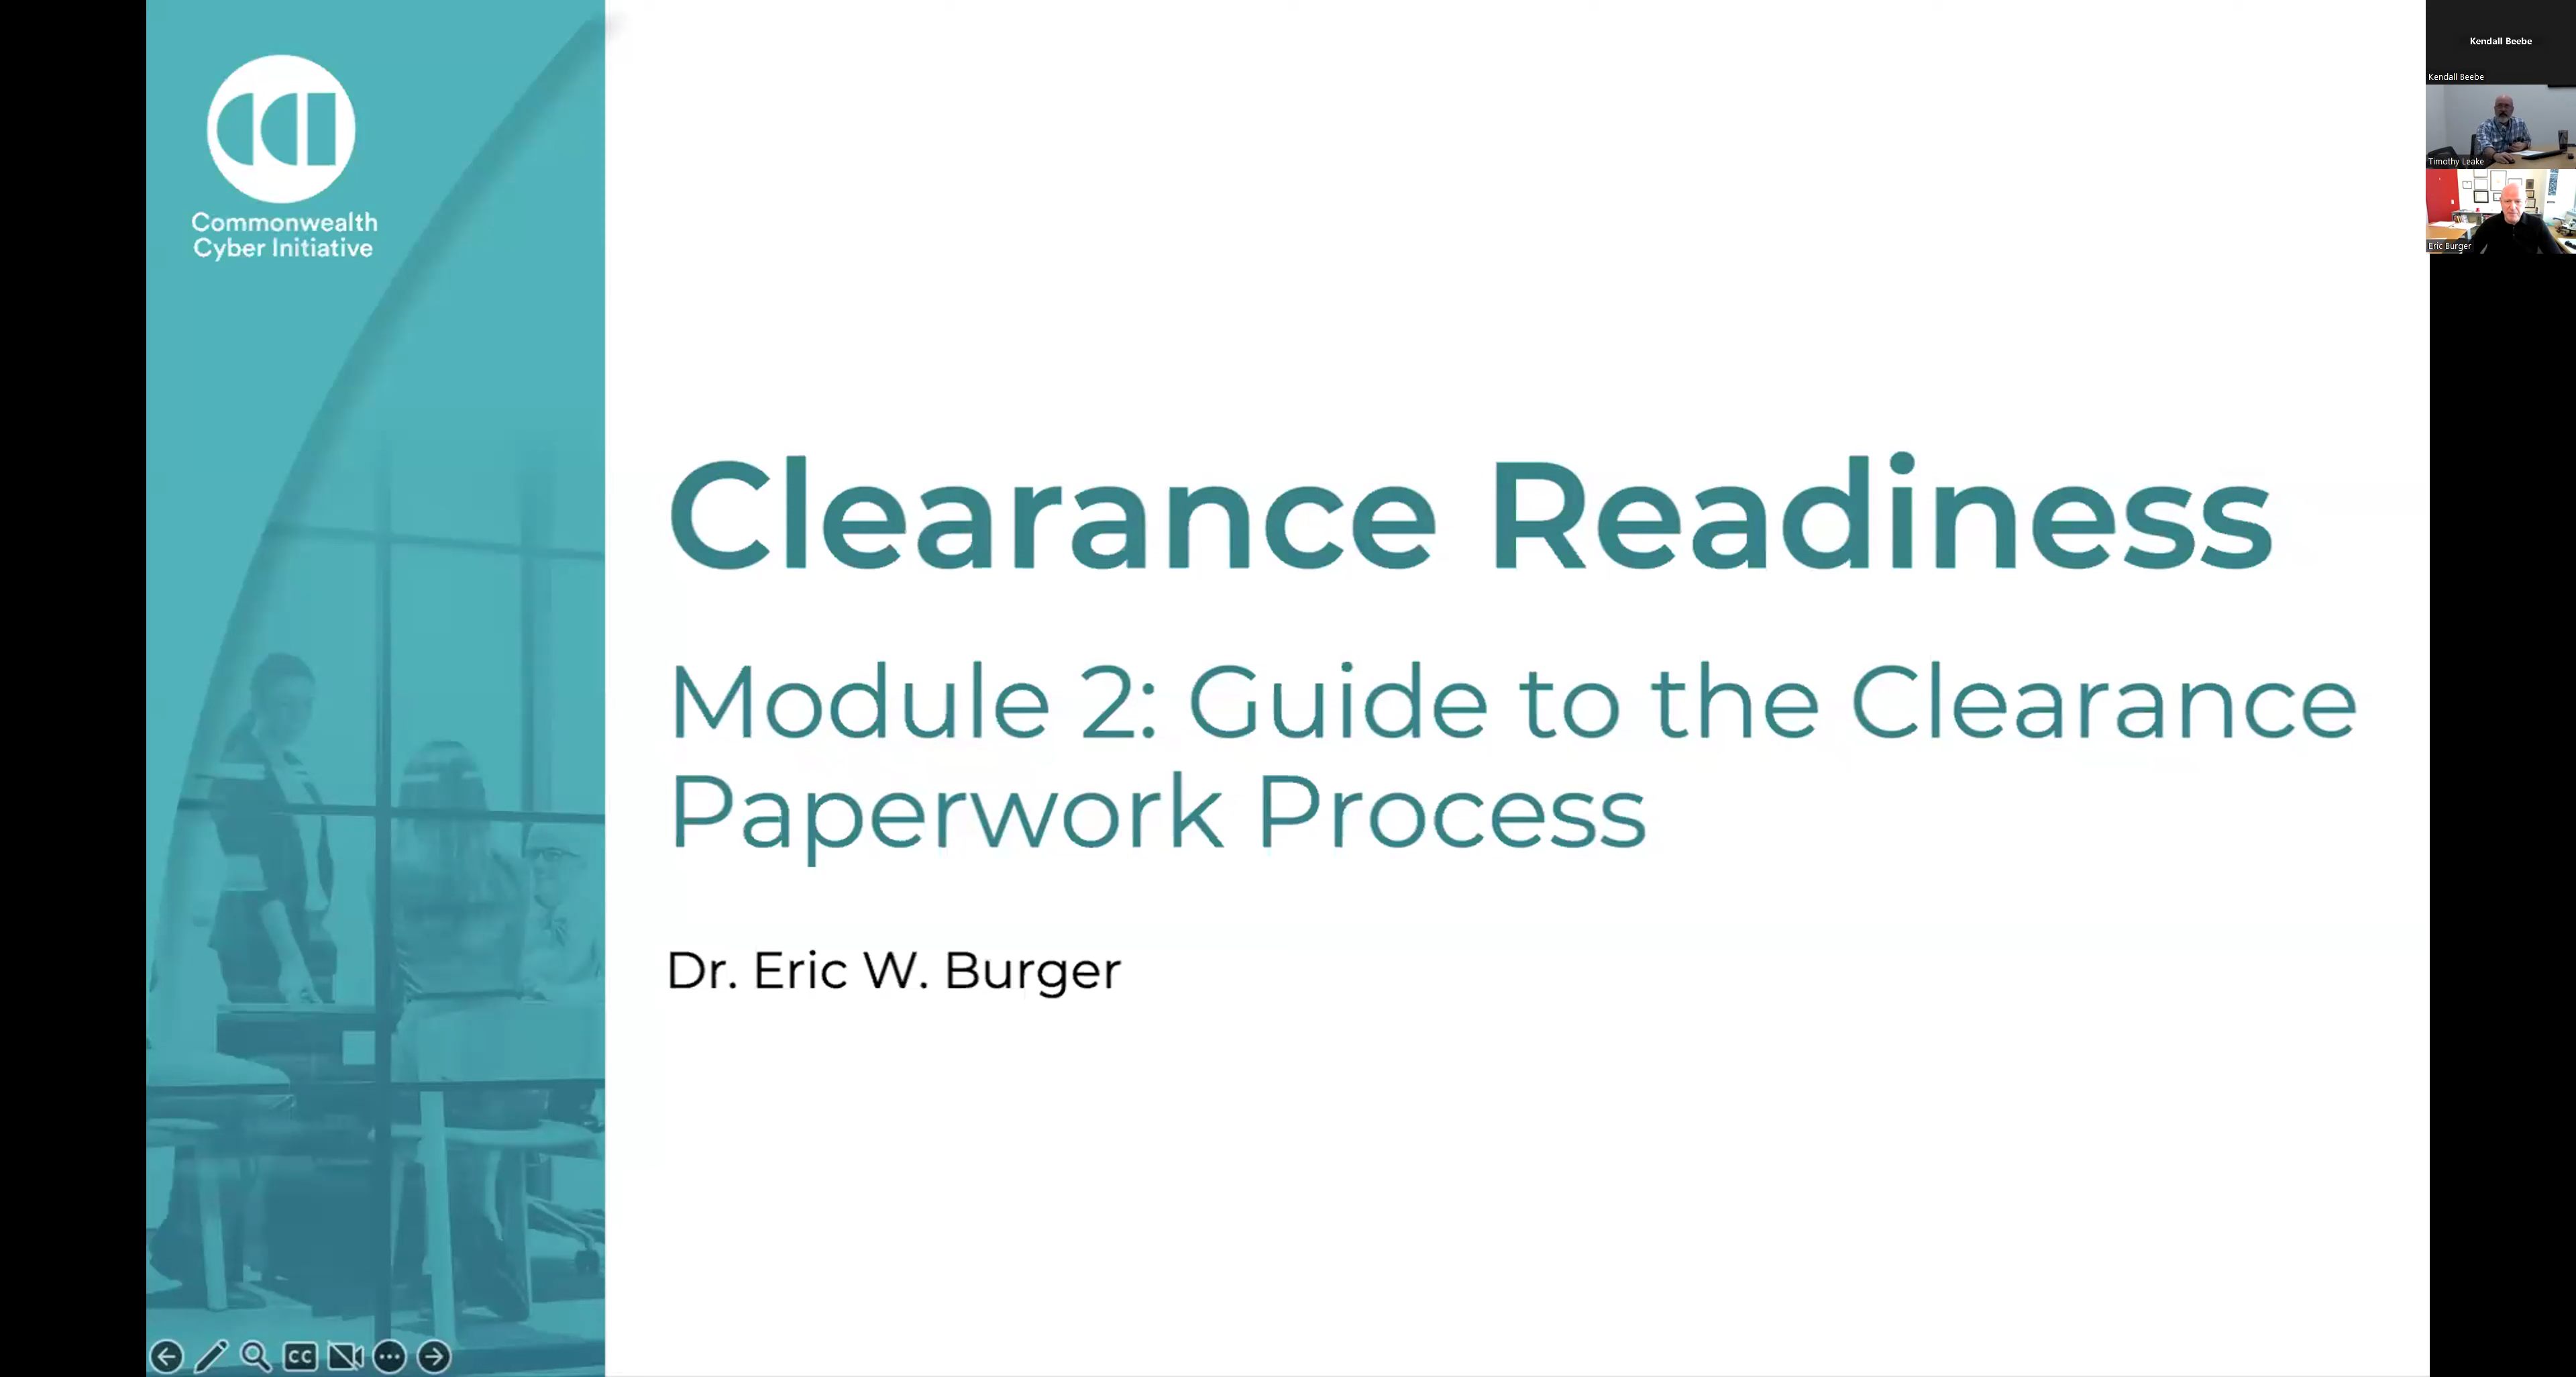 Commonwealth
Cyber Initiative
Clearance Readiness
Module 2: Guide to the Clearance
Paperwork Process
Dr. Eric W. Burger
CC
Kendall Beebe
Kendall Beebe
Timothy Leake
Eric Burger